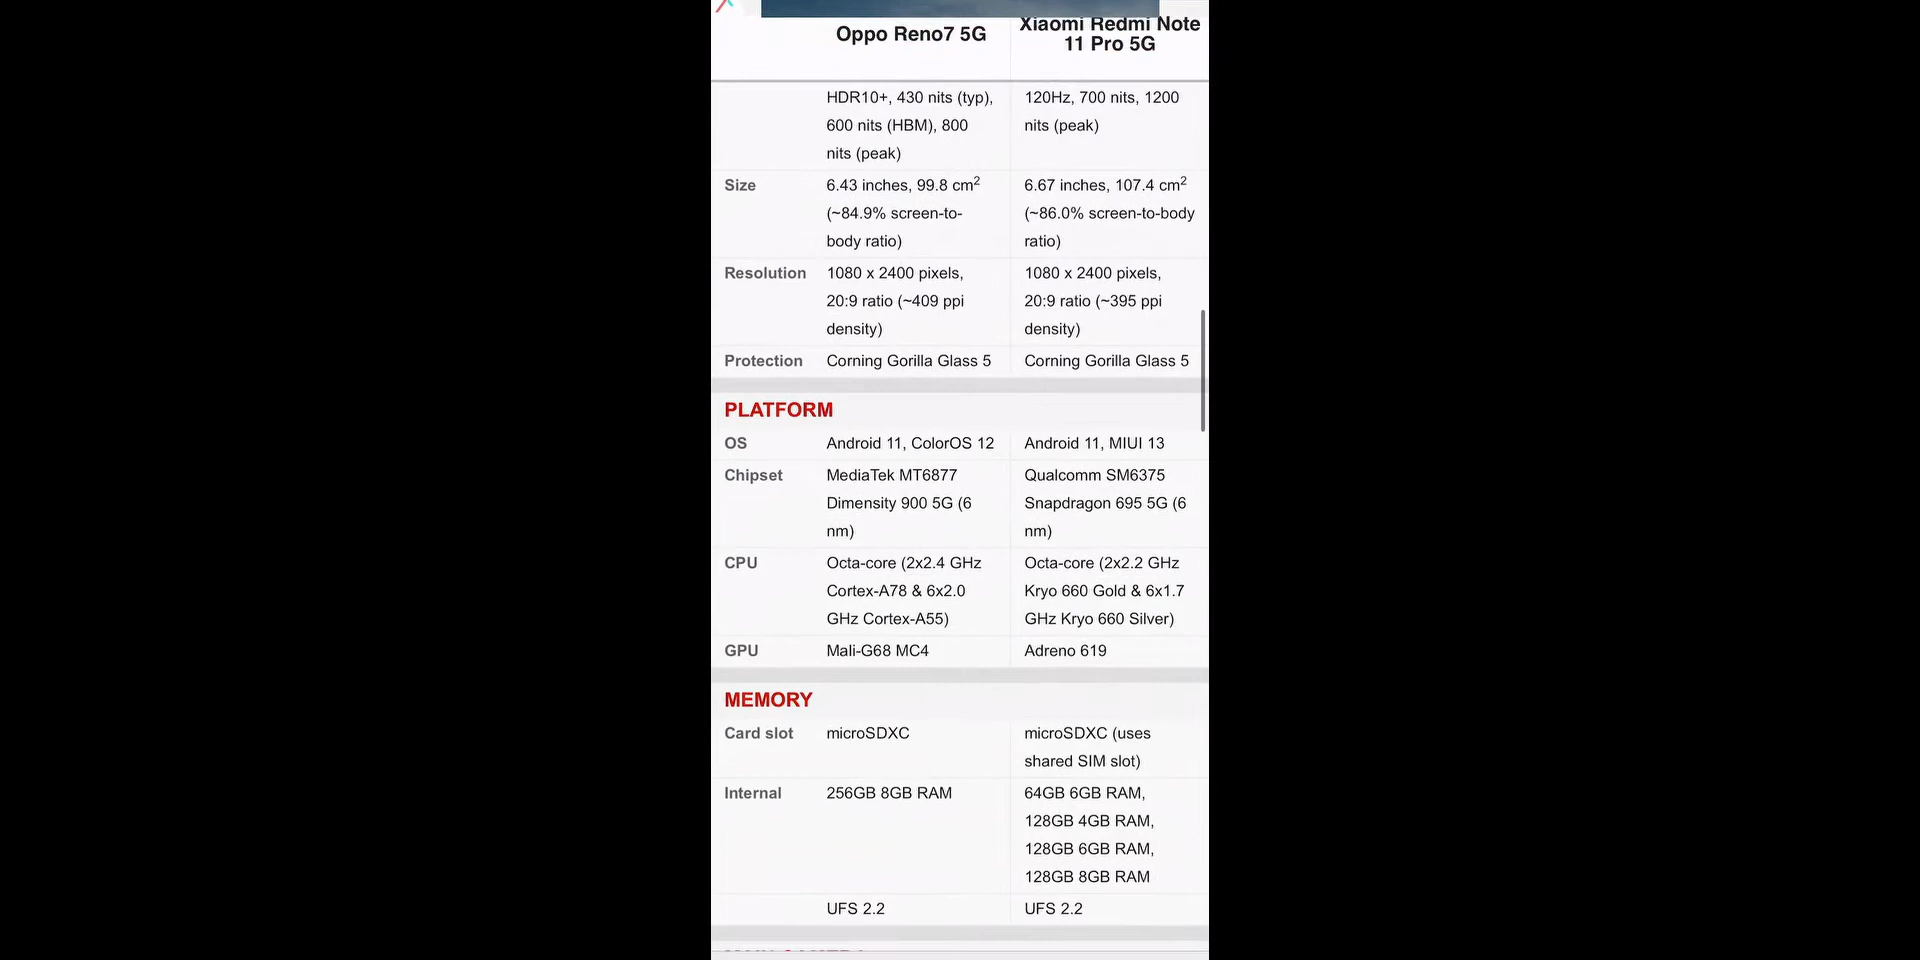 Oppo Reno7 5G
Xiaomi Redmi Note
11 Pro 5G
HDR10+, 430 nits (typ),
600 nits (HBM), 800
nits (peak)
120Hz, 700 nits, 1200
nits (peak)
Size
6.43 inches, 99.8 cm²
(~84.9% screen-to-
body ratio)
6.67 inches, 107.4 cm²
(~86.0% screen-to-body
ratio)
Resolution
1080 x 2400 pixels,
20:9 ratio (~409 ppi
density)
1080 x 2400 pixels,
20:9 ratio (~395 ppi
density)
Protection
Corning Gorilla Glass 5
Corning Gorilla Glass 5
PLATFORM
OS
Android 11, ColorOS 12
Android 11, MIUI 13
Chipset
MediaTek MT6877
Dimensity 900 5G (6
nm)
Qualcomm SM6375
Snapdragon 695 5G (6
nm)
CPU
Octa-core (2x2.4 GHz
Cortex-A78 & 6x2.0
GHz Cortex-A55)
Octa-core (2x2.2 GHz
Kryo 660 Gold & 6x1.7
GHz Kryo 660 Silver)
GPU
Mali-G68 MC4
Adreno 619
MEMORY
Card slot
microSDXC
microSDXC (uses
shared SIM slot)
Internal
256GB 8GB RAM
64GB 6GB RAM,
128GB 4GB RAM,
128GB 6GB RAM,
128GB 8GB RAM
UFS 2.2
UFS 2.2